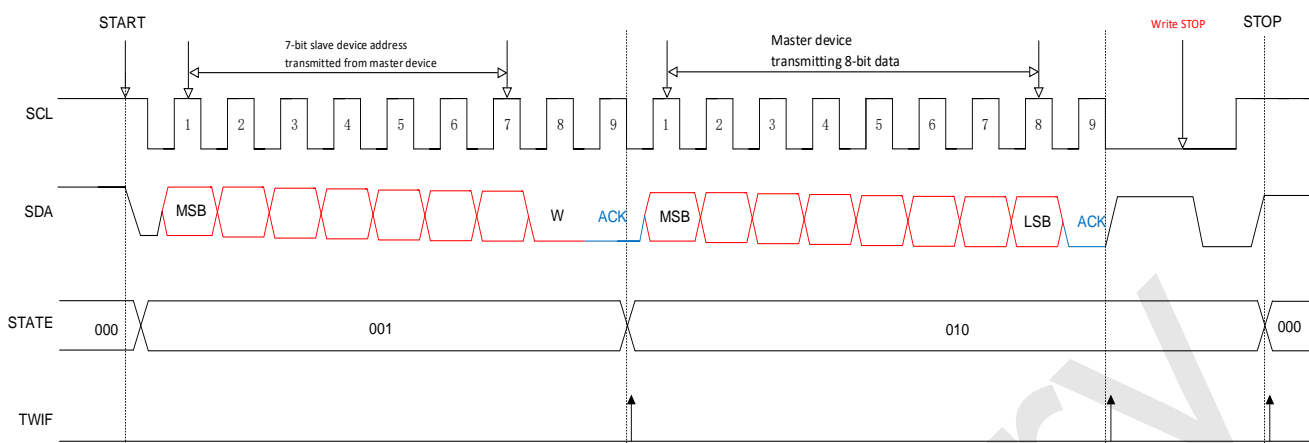 START
7-bit slave device address
transmitted from master device
Master device
transmitting 8-bit data
Write STOP
STOP
SCL
1 2 3 4 5 6 7 8 9 1 2 3 4 5 6 7 8 9
SDA
MSB W ACK MSB LSB ACK
STATE
000 001 010 000
TWIF